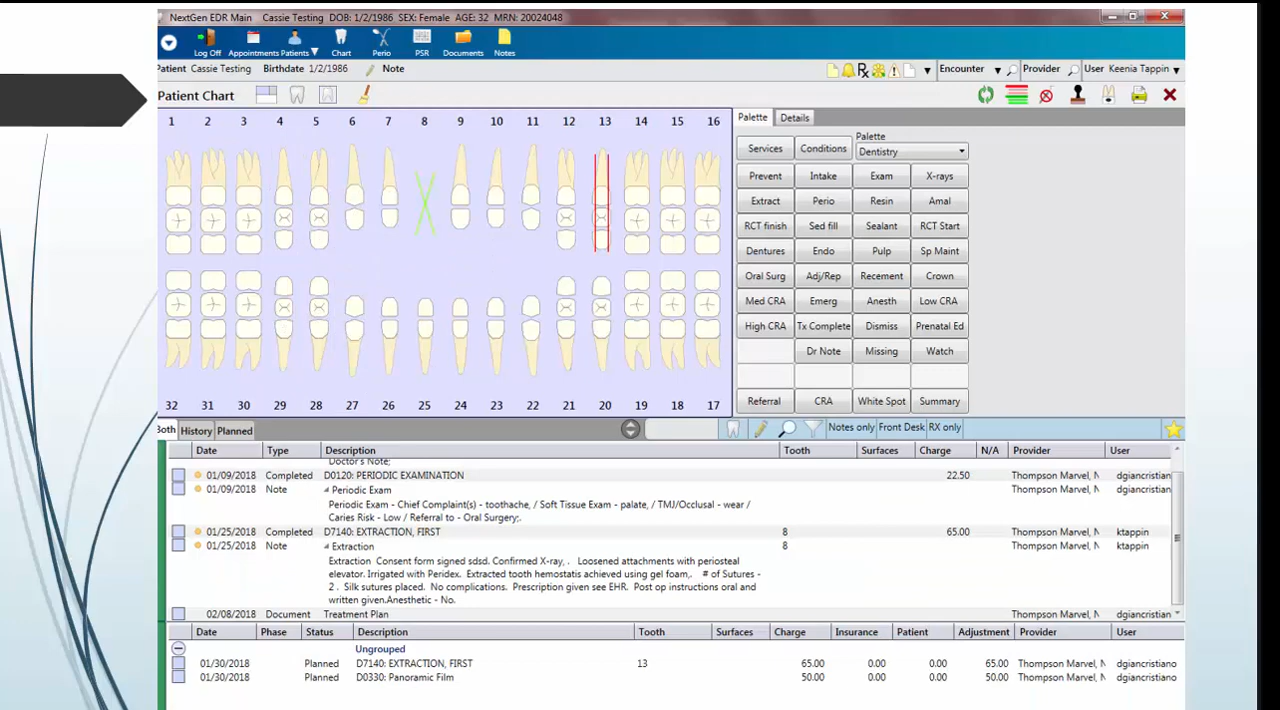 NextGen EDR Main Cassie Testing DOB: 1/2/1986 SEX: Female AGE: 32 MRN: 20024048
Log Off Appointments Patients Chart Perio PSR Documents Notes
Patient Cassie Testing Birthdate 1/2/1986 Note Encounter Provider User Keenia Tappin
Patient Chart
1 2 3 4 5 6 7 8 9 10 11 12 13 14 15 16
32 31 30 29 28 27 26 25 24 23 22 21 20 19 18 17
Palette Details
Services Conditions Palette
Dentistry
Prevent Intake Exam X-rays
Extract Perio Resin Amal
RCT finish Sed fill Sealant RCT Start
Dentures Endo Pulp Sp Maint
Oral Surg Adj/Rep Recement Crown
Med CRA Emerg Anesth Low CRA
High CRA Tx Complete Dismiss Prenatal Ed
Dr Note Missing Watch
Referral CRA White Spot Summary
Both History Planned Notes only Front Desk RX only
Date Type Description Tooth Surfaces Charge N/A Provider User
Doctor's Note;
01/09/2018 Completed D0120: PERIODIC EXAMINATION 22.50 Thompson Marvel, N dgiancristian
01/09/2018 Note Periodic Exam Thompson Marvel, N dgiancristian
Periodic Exam - Chief Complaint(s) - toothache, / Soft Tissue Exam - palate, / TMJ/Occlusal - wear /
Caries Risk - Low / Referral to - Oral Surgery;.
01/25/2018 Completed D7140: EXTRACTION, FIRST 8 65.00 Thompson Marvel, N ktappin
01/25/2018 Note Extraction 8 Thompson Marvel, N ktappin
Extraction Consent form signed sdsd. Confirmed X-ray, . Loosened attachments with periosteal
elevator. Irrigated with Peridex. Extracted tooth hemostatis achieved using gel foam,. # of Sutures -
2 . Silk sutures placed. No complications. Prescription given see EHR. Post op instructions oral and
written given.Anesthetic - No.
02/08/2018 Document Treatment Plan Thompson Marvel, N dgiancristian
Date Phase Status Description Tooth Surfaces Charge Insurance Patient Adjustment Provider User
Ungrouped
01/30/2018 Planned D7140: EXTRACTION, FIRST 13 65.00 0.00 0.00 65.00 Thompson Marvel, N dgiancristiano
01/30/2018 Planned D0330: Panoramic Film 50.00 0.00 0.00 50.00 Thompson Marvel, N dgiancristiano